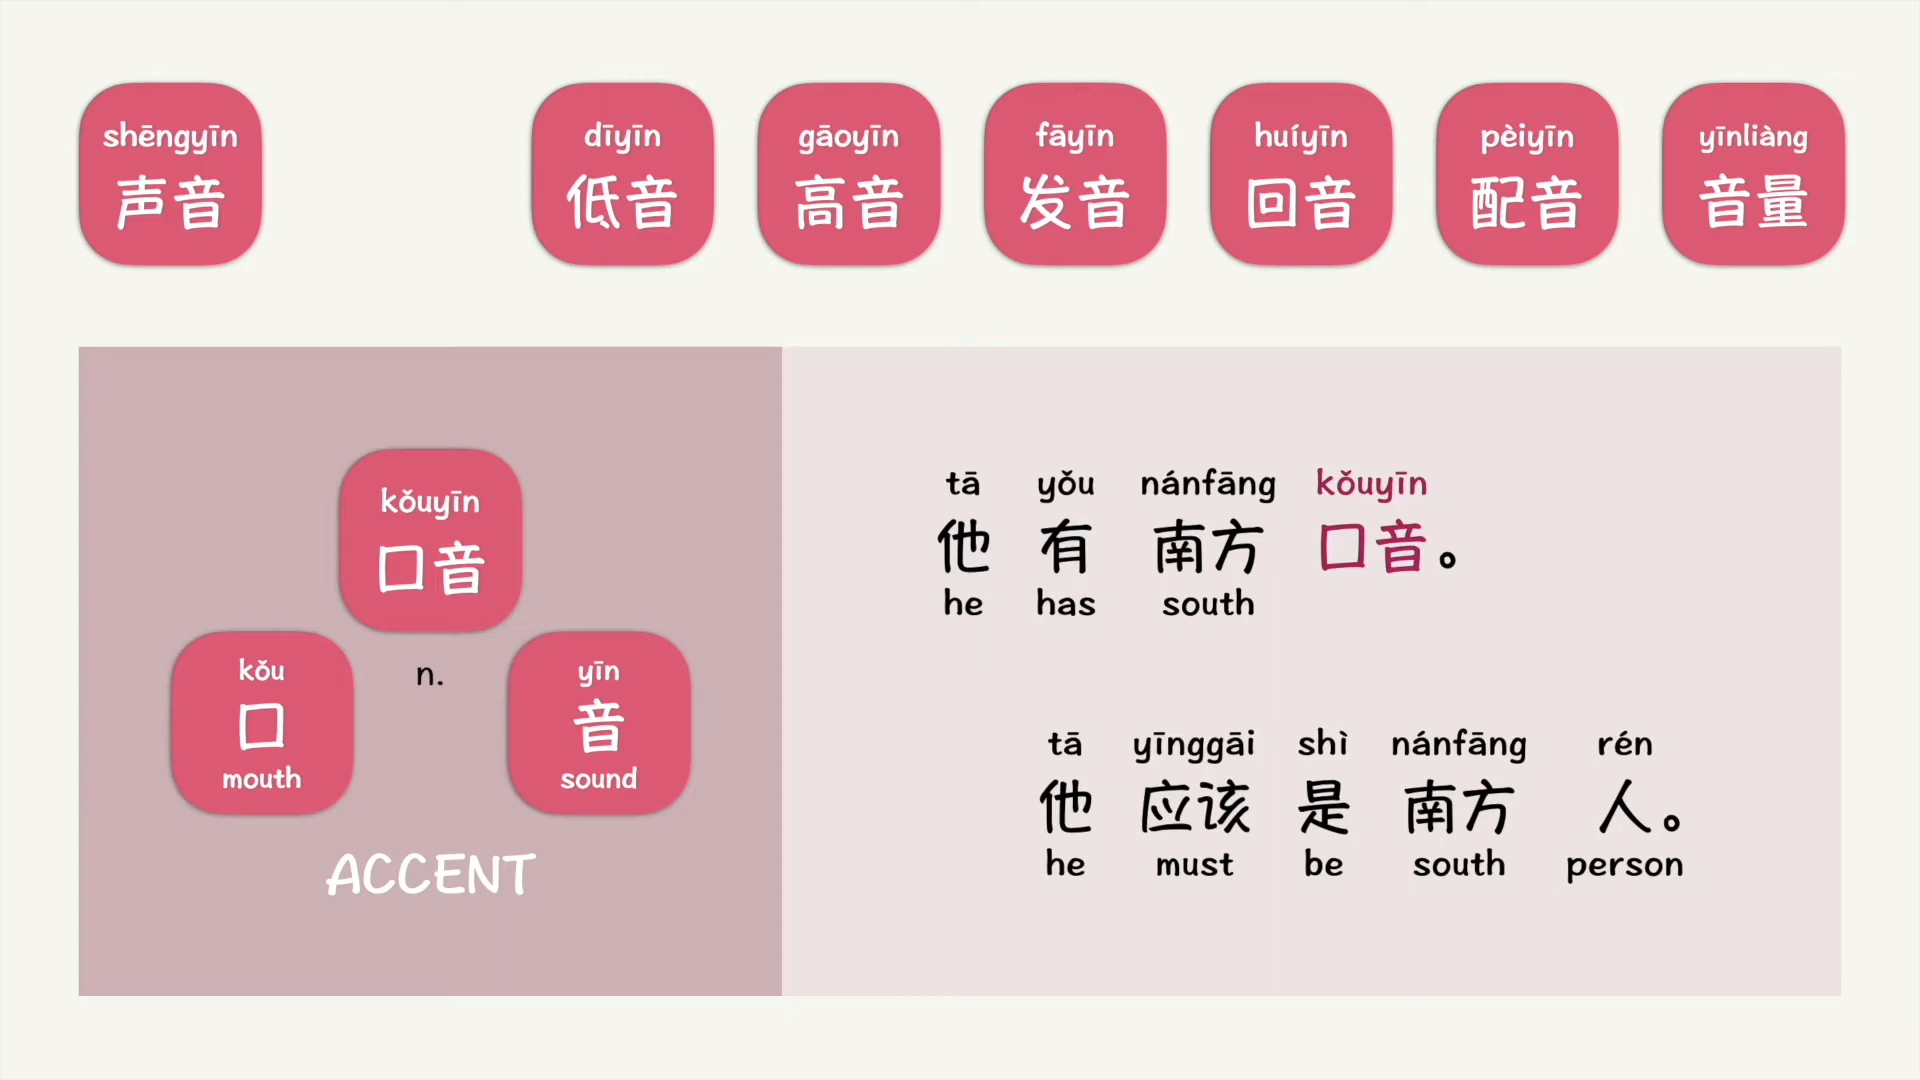 shēngyīn
声音
dīyīn
低音
gāoyīn
高音
fāyīn
发音
huíyīn
回音
pèiyīn
配音
yīnliàng
音量
kǒuyīn
口音
kǒu
口
mouth
n.
yīn
音
sound
ACCENT
tā yǒu nánfāng kǒuyīn
他 有 南方 口音。
he has south
tā yīnggāi shì nánfāng rén
他 应该 是 南方 人。
he must be south person